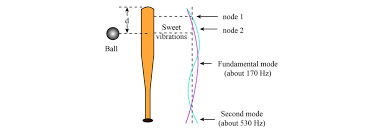 d
Ball
Sweet
vibrations
node 1
node 2
Fundamental mode
(about 170 Hz)
Second mode
(about 530 Hz)